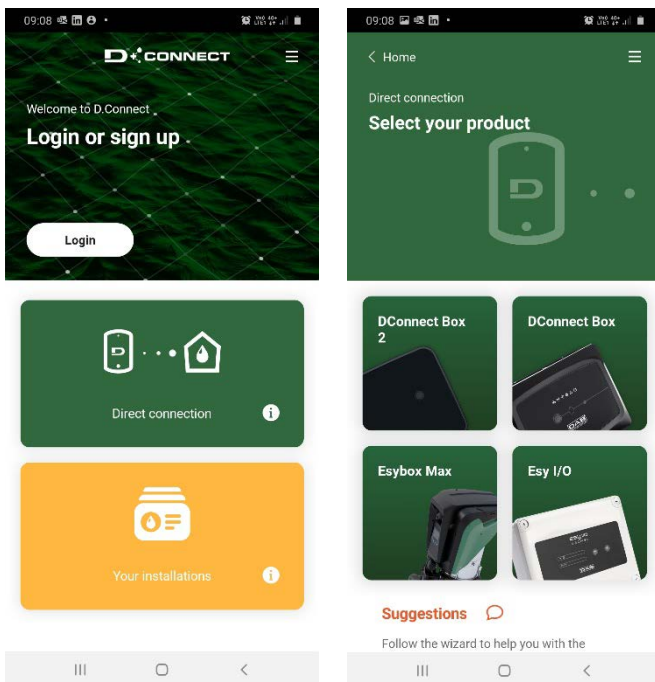 09:08
D+CONNECT
Welcome to D.Connect
Login or sign up
Login
D
Direct connection
i
Your installations
i
09:08
Home
Direct connection
Select your product
D
DConnect Box
2
DConnect Box
DAB
Esybox Max
Esy I/O
Suggestions
Follow the wizard to help you with the